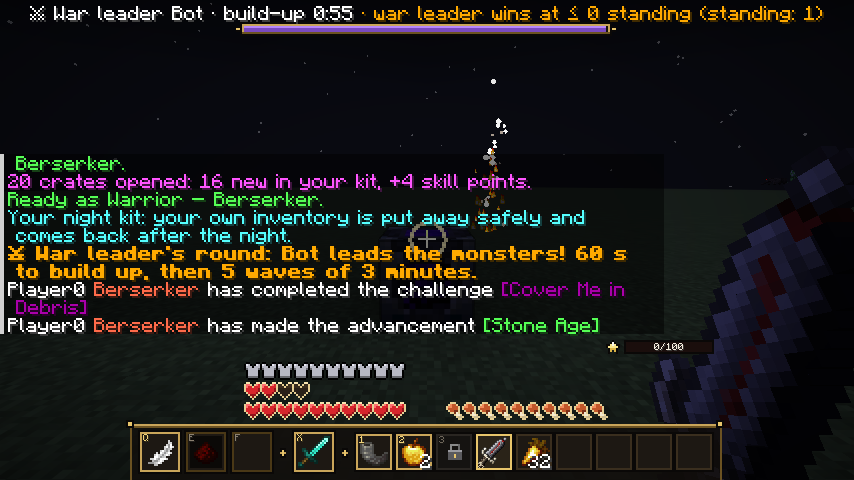 ⚔ War leader Bot · build-up 0:55 · war leader wins at ≤ 0 standing (standing: 1)
Berserker.
20 crates opened: 16 new in your kit, +4 skill points.
Ready as Warrior — Berserker.
Your night kit: your own inventory is put away safely and
comes back after the night.
⚔ War leader's round: Bot leads the monsters! 60 s
to build up, then 5 waves of 3 minutes.
Player0 Berserker has completed the challenge [Cover Me in
Debris]
Player0 Berserker has made the advancement [Stone Age]
0/100
Q E F X 1 2 3
2 32